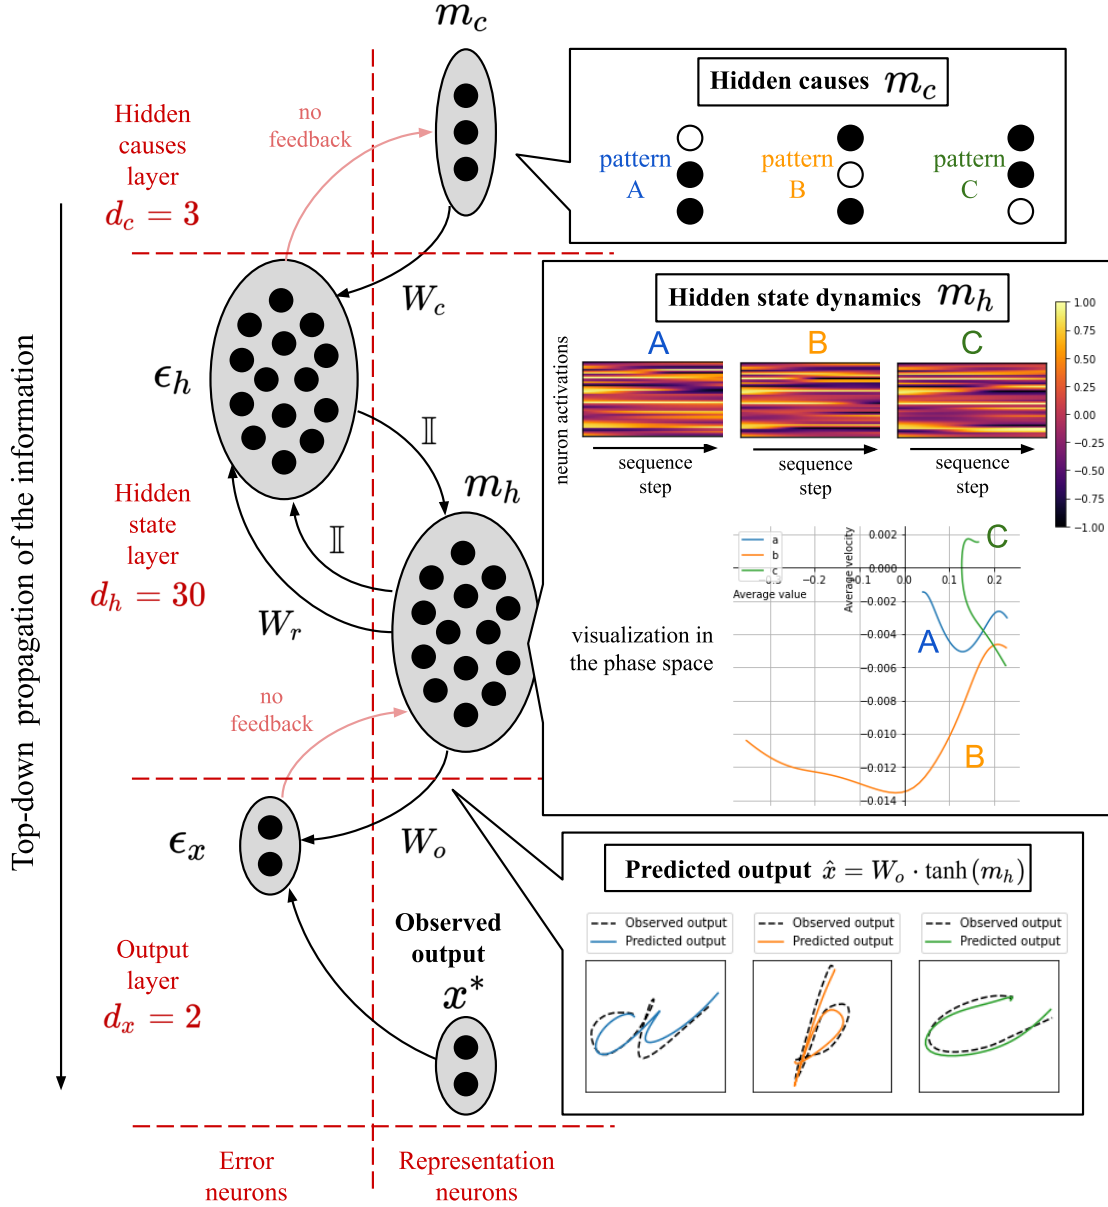 m_c
Hidden causes m_c
Hidden
causes
layer
d_c = 3
no
feedback
pattern
A
pattern
B
pattern
C
W_c
Hidden state dynamics m_h
A
B
C
neuron activations
sequence
step
sequence
step
sequence
step
1.00
0.75
0.50
0.25
0.00
−0.25
−0.50
−0.75
−1.00
ϵ_h
𝕀
m_h
Hidden
state
layer
d_h = 30
𝕀
W_r
Top-down propagation of the information
visualization in
the phase space
a
b
c
Average value
Average velocity
0.002
0.000
−0.002
−0.004
−0.006
−0.010
−0.012
−0.014
−0.2
−0.1
0.0
0.1
0.2
A
B
C
no
feedback
ϵ_x
W_o
Predicted output x̂ = W_o · tanh(m_h)
Observed output
Predicted output
Observed output
Predicted output
Observed output
Predicted output
Observed
output
x*
Output
layer
d_x = 2
Error
neurons
Representation
neurons